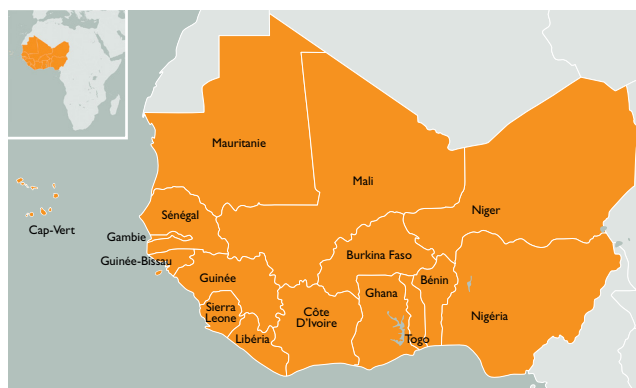 Mauritanie
Mali
Niger
Sénégal
Cap-Vert
Gambie
Guinée-Bissau
Burkina Faso
Guinée
Bénin
Ghana
Sierra
Leone
Côte
D'Ivoire
Nigéria
Libéria
Togo